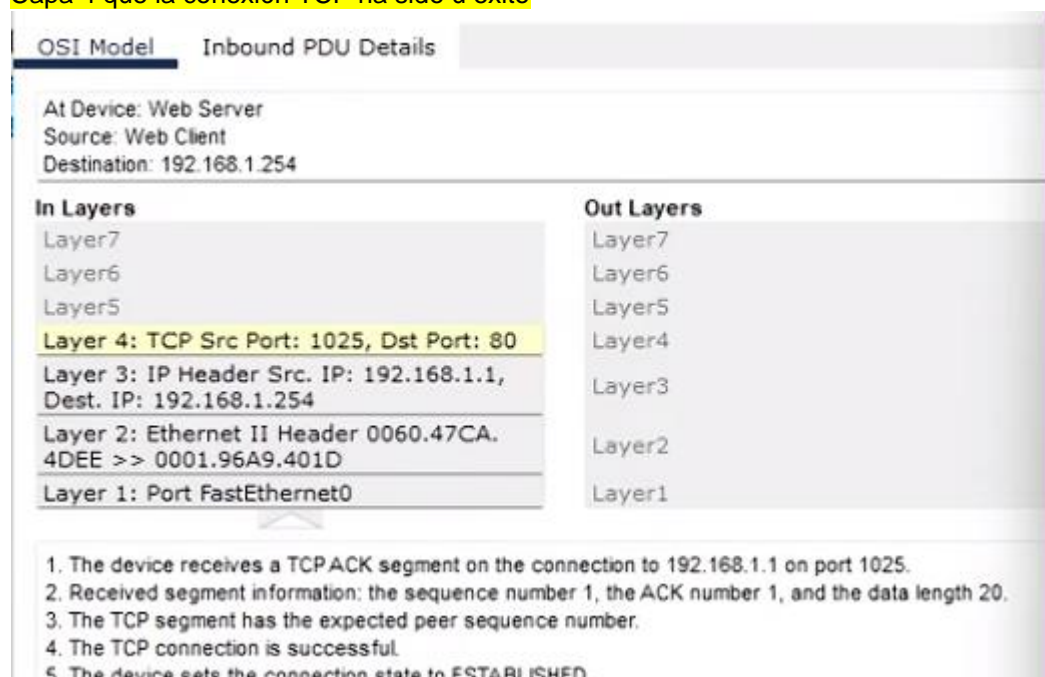 Capa 4 que la conexión TCP ha sido d'éxito
OSI Model Inbound PDU Details
At Device: Web Server
Source: Web Client
Destination: 192.168.1.254
In Layers Out Layers
Layer7 Layer7
Layer6 Layer6
Layer5 Layer5
Layer 4: TCP Src Port: 1025, Dst Port: 80 Layer4
Layer 3: IP Header Src. IP: 192.168.1.1, Dest. IP: 192.168.1.254 Layer3
Layer 2: Ethernet II Header 0060.47CA.4DEE >> 0001.96A9.401D Layer2
Layer 1: Port FastEthernet0 Layer1
1. The device receives a TCP ACK segment on the connection to 192.168.1.1 on port 1025.
2. Received segment information: the sequence number 1, the ACK number 1, and the data length 20.
3. The TCP segment has the expected peer sequence number.
4. The TCP connection is successful.
5. The device sets the connection state to ESTABLISHED.